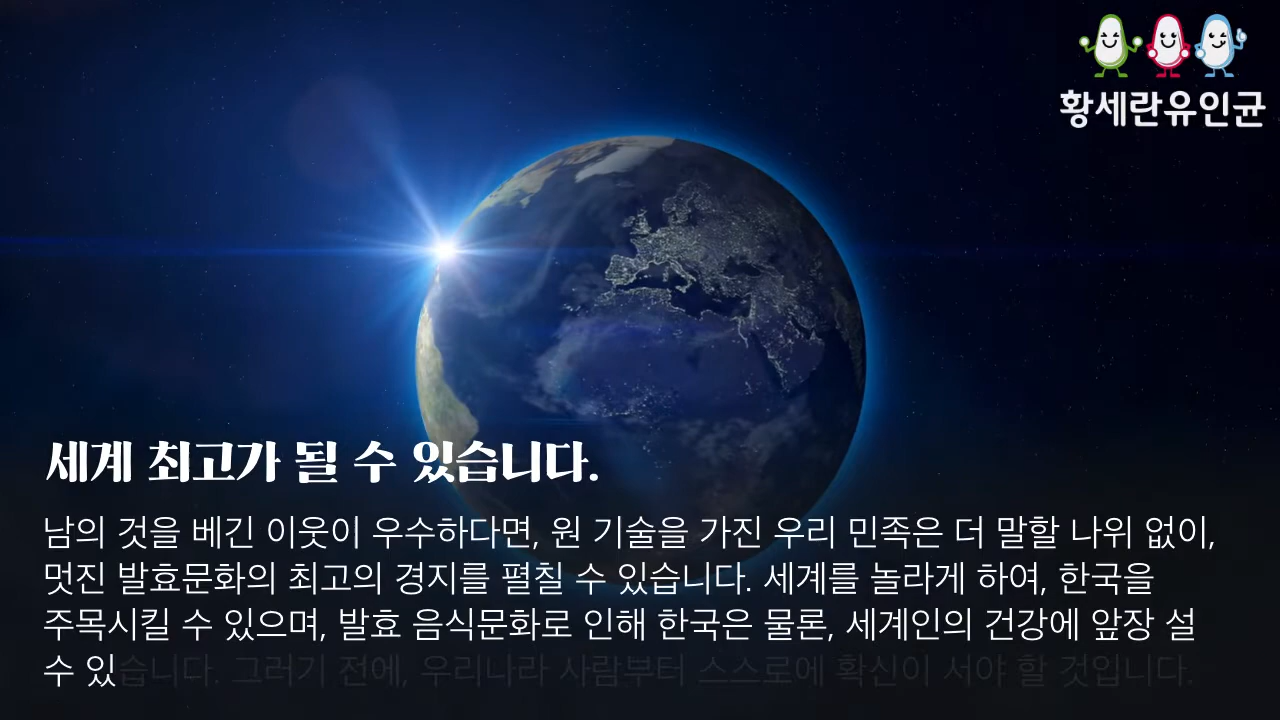 황세란유인균
세계 최고가 될 수 있습니다.
남의 것을 베긴 이웃이 우수하다면, 원 기술을 가진 우리 민족은 더 말할 나위 없이,
멋진 발효문화의 최고의 경지를 펼칠 수 있습니다. 세계를 놀라게 하여, 한국을
주목시킬 수 있으며, 발효 음식문화로 인해 한국은 물론, 세계인의 건강에 앞장 설
수 있습니다. 그러기 전에, 우리나라 사람부터 스스로에 확신이 서야 할 것입니다.